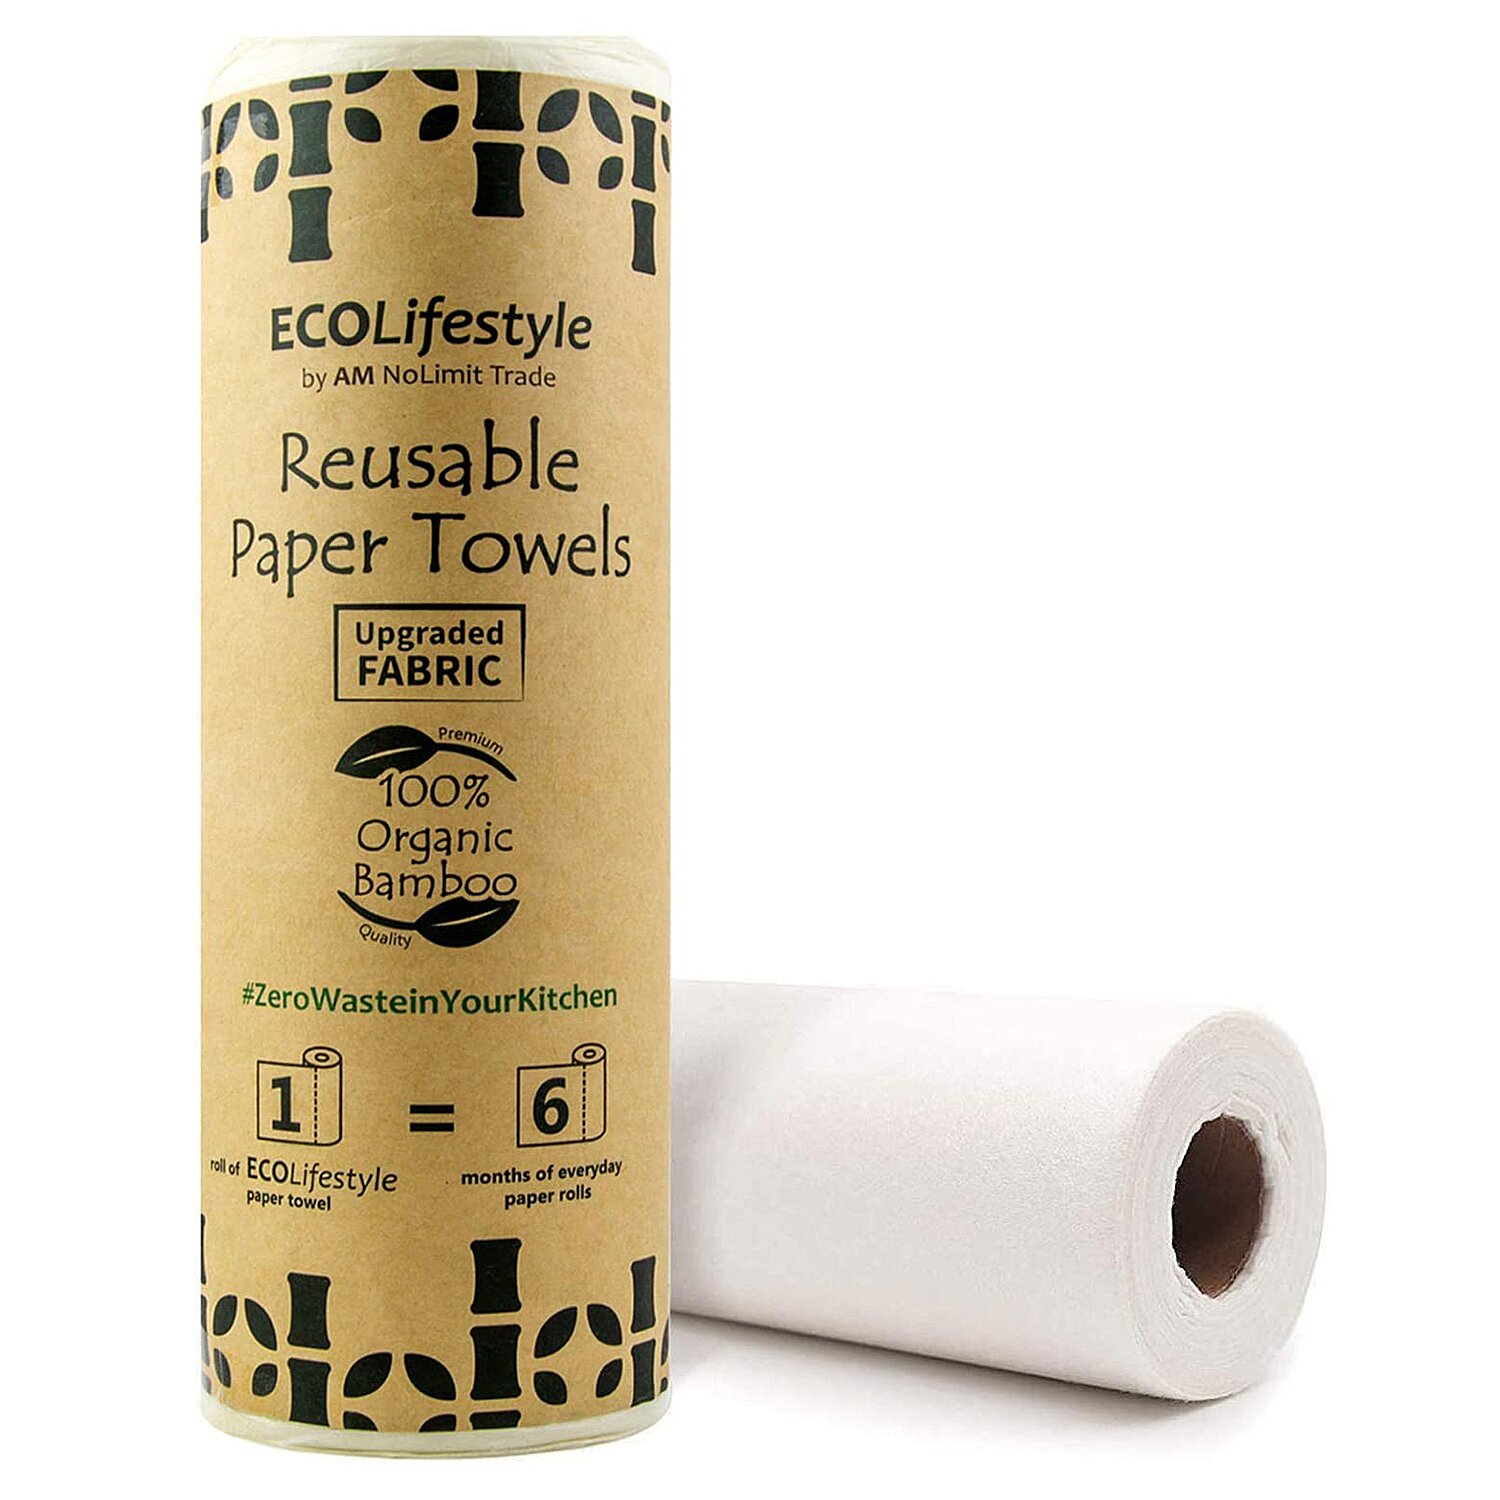 ECOLifestyle
by AM NoLimit Trade
Reusable
Paper Towels
Upgraded
FABRIC
Premium
100%
Organic
Bamboo
Quality
#ZeroWasteinYourKitchen
1 = 6
roll of ECOLifestyle
paper towel
months of everyday
paper rolls